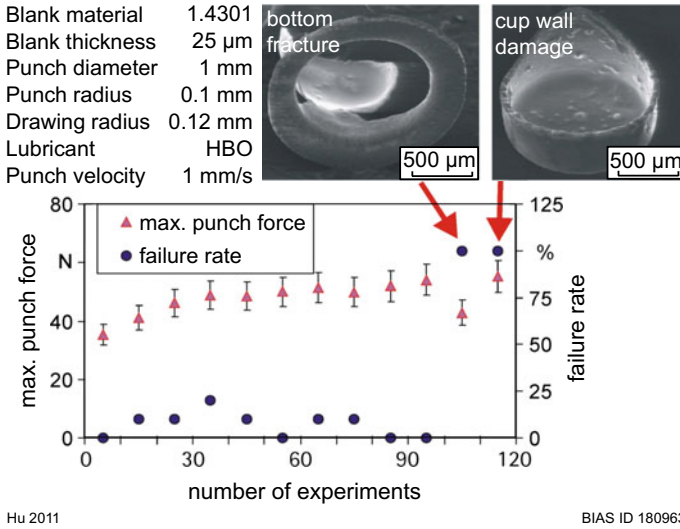 Blank material 1.4301
Blank thickness 25 µm
Punch diameter 1 mm
Punch radius 0.1 mm
Drawing radius 0.12 mm
Lubricant HBO
Punch velocity 1 mm/s
bottom
fracture
500 µm
cup wall
damage
500 µm
max. punch force
80
N
40
20
0
max. punch force
failure rate
125
%
75
50
25
0
failure rate
0 30 60 90 120
number of experiments
Hu 2011
BIAS ID 180963